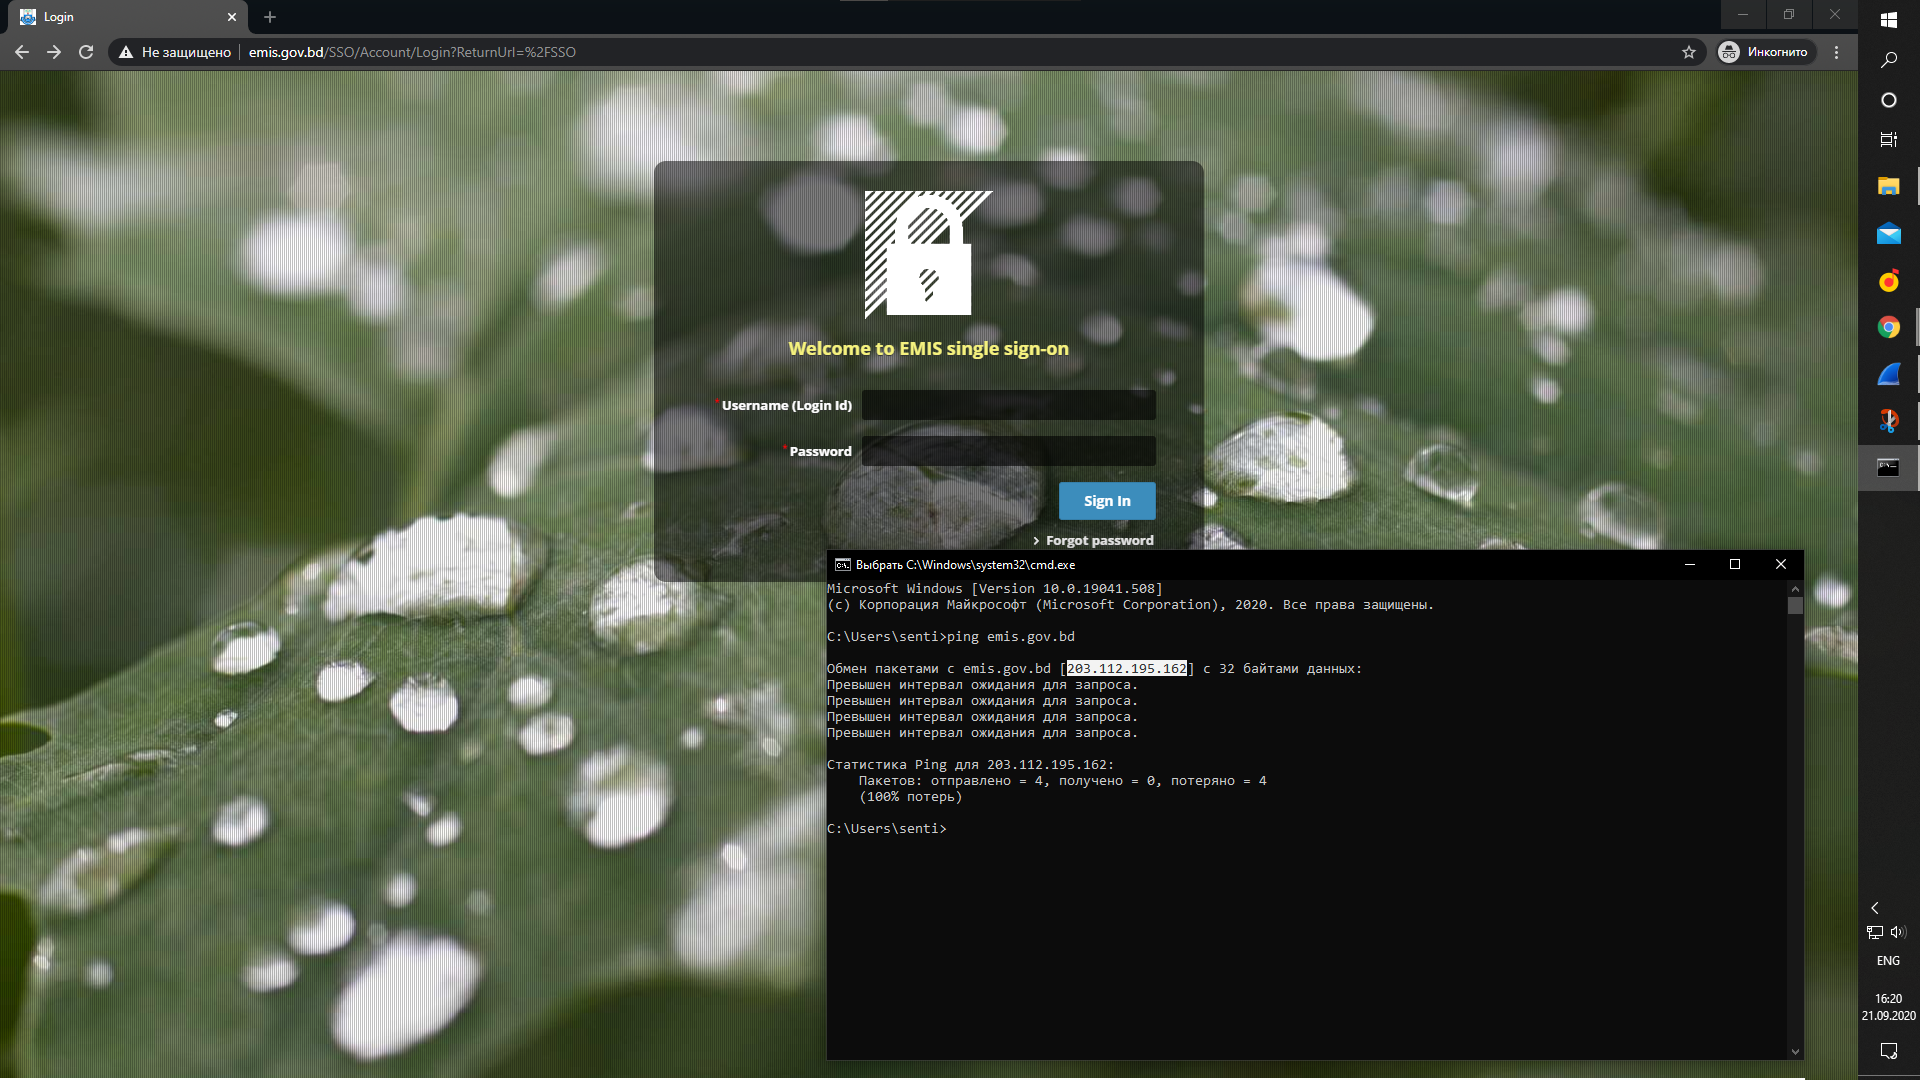 Login
Не защищено
emis.gov.bd/SSO/Account/Login?ReturnUrl=%2FSSO
Инкогнито
Welcome to EMIS single sign-on
*Username (Login Id)
*Password
Sign In
Forgot password
Выбрать C:\Windows\system32\cmd.exe
Microsoft Windows [Version 10.0.19041.508]
(c) Корпорация Майкрософт (Microsoft Corporation), 2020. Все права защищены.
C:\Users\senti>ping emis.gov.bd
Обмен пакетами с emis.gov.bd [203.112.195.162] с 32 байтами данных:
Превышен интервал ожидания для запроса.
Превышен интервал ожидания для запроса.
Превышен интервал ожидания для запроса.
Превышен интервал ожидания для запроса.
Статистика Ping для 203.112.195.162:
Пакетов: отправлено = 4, получено = 0, потеряно = 4
(100% потерь)
C:\Users\senti>
ENG
16:20
21.09.2020